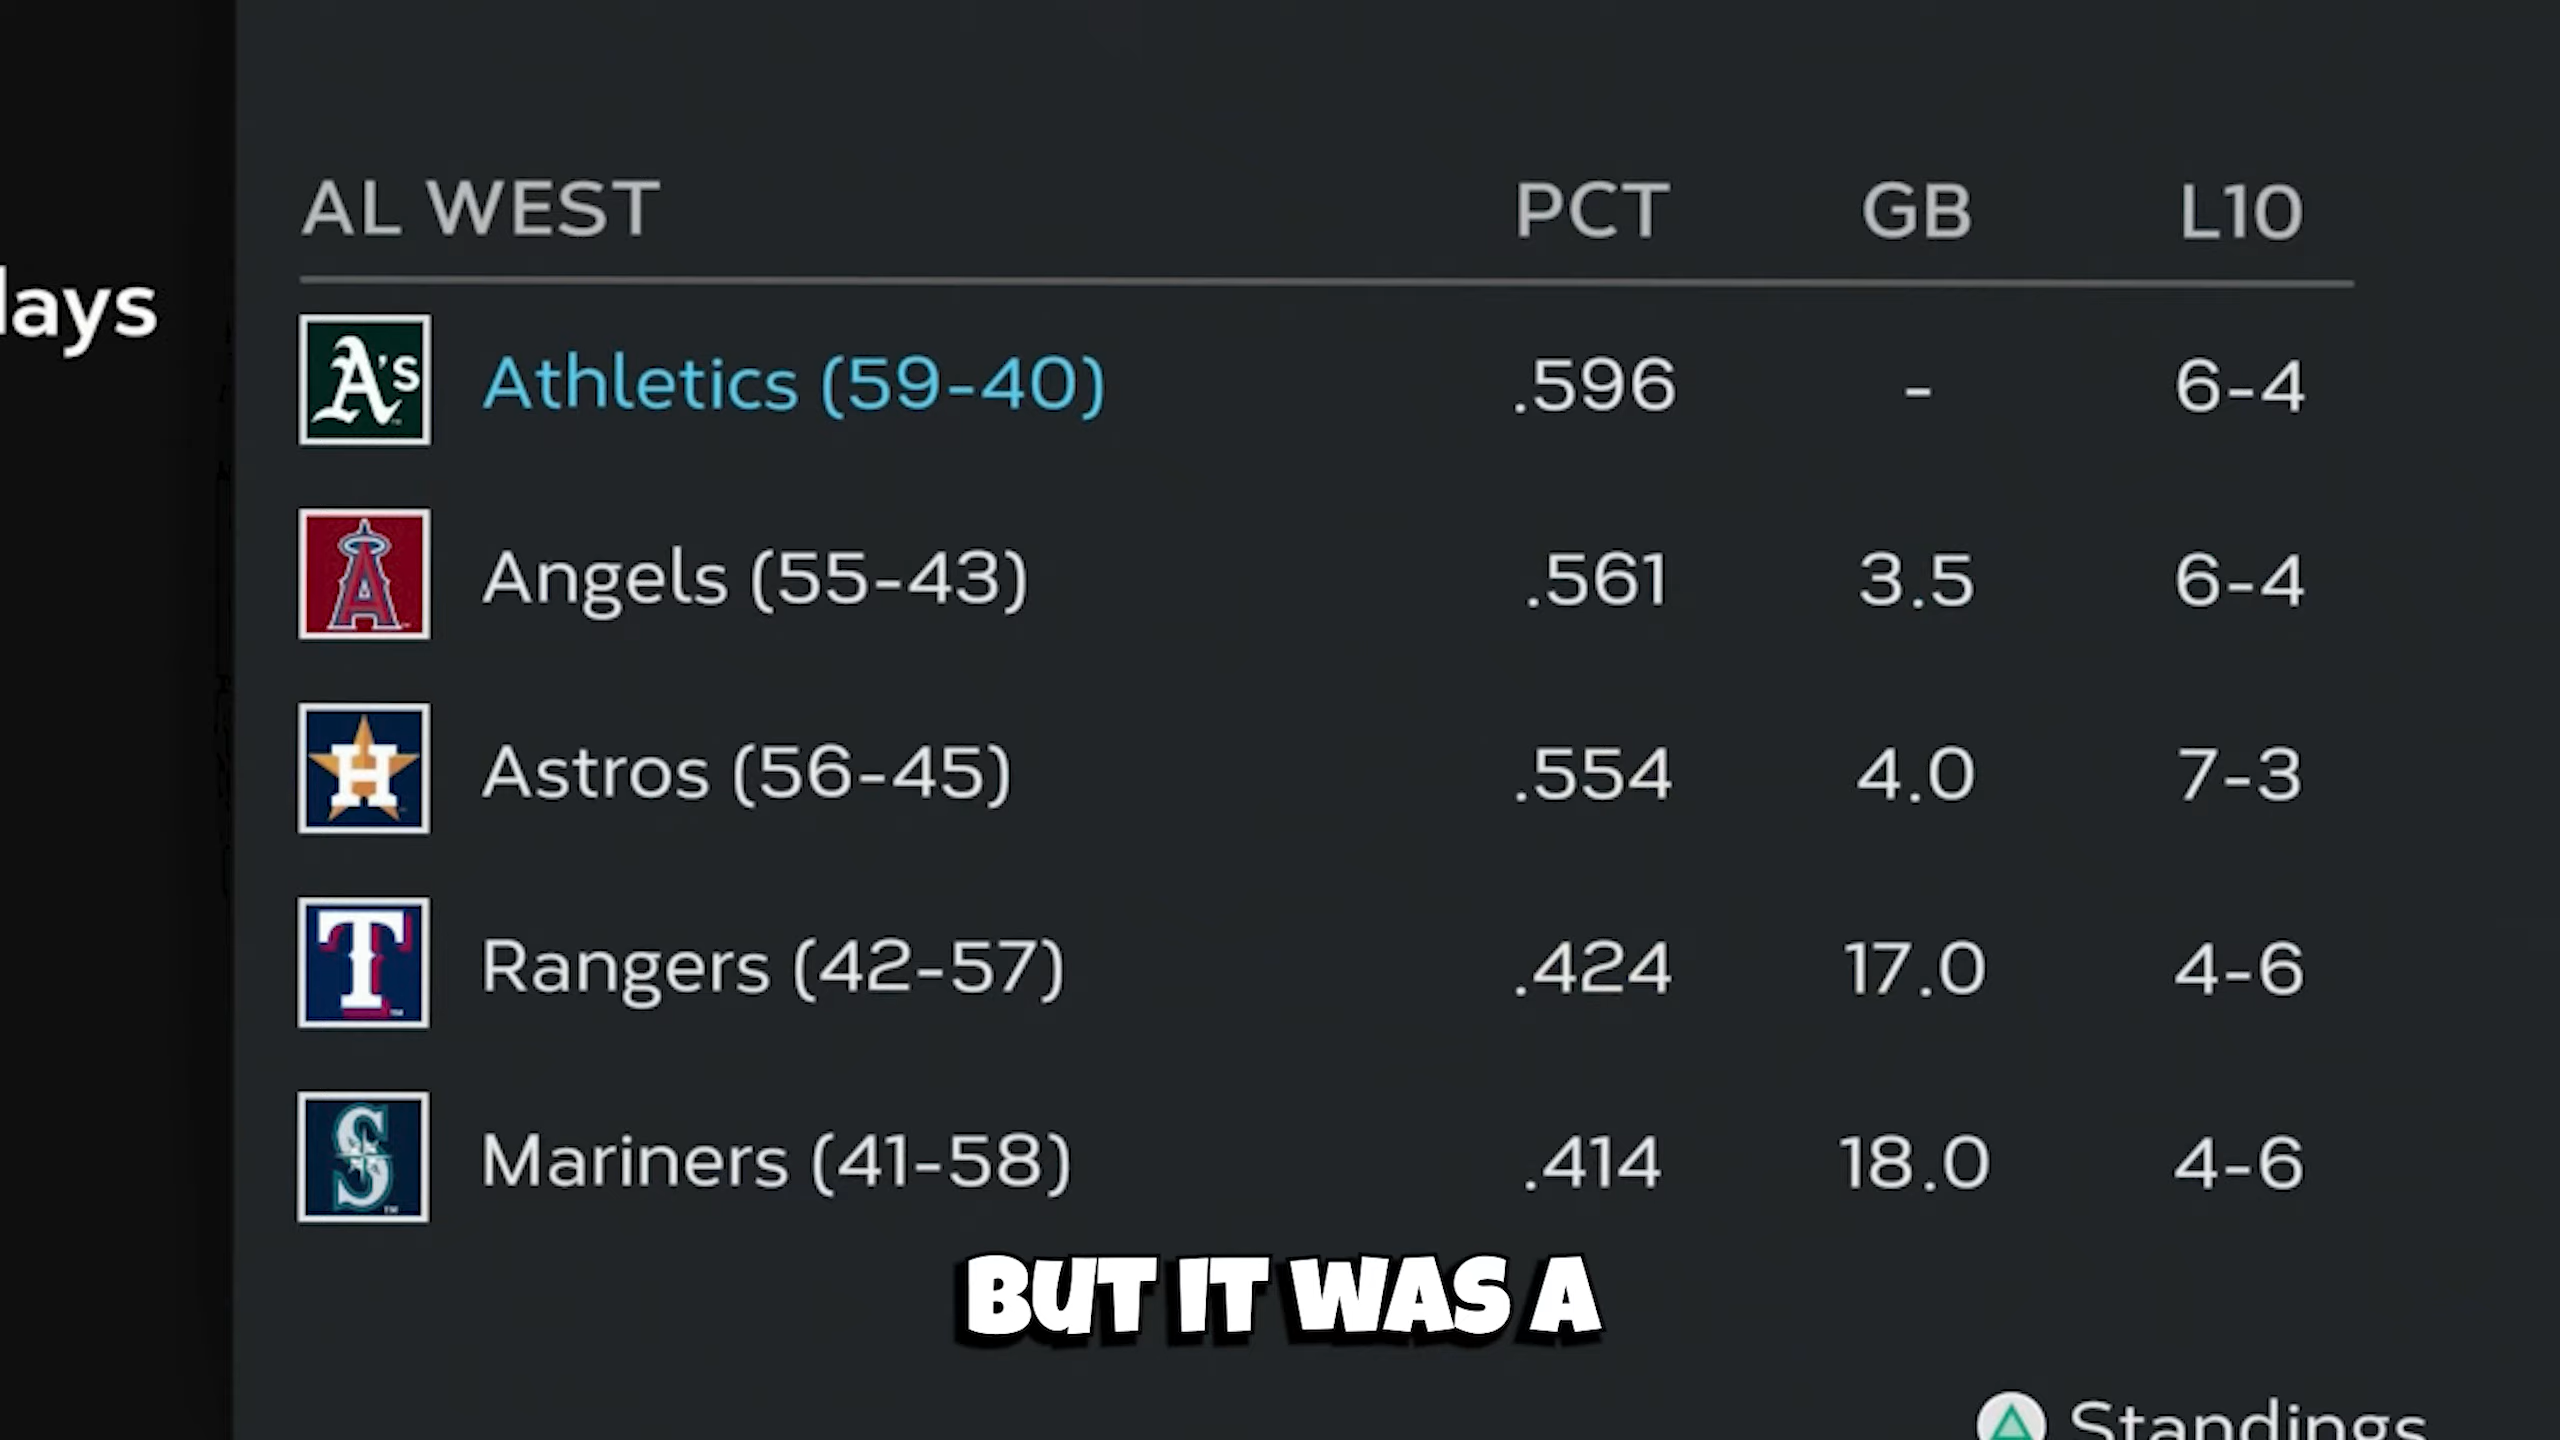 lays
AL WEST PCT GB L10
A's Athletics (59-40) .596 - 6-4
A Angels (55-43) .561 3.5 6-4
H Astros (56-45) .554 4.0 7-3
T Rangers (42-57) .424 17.0 4-6
S Mariners (41-58) .414 18.0 4-6
BUT IT WAS A
Standings